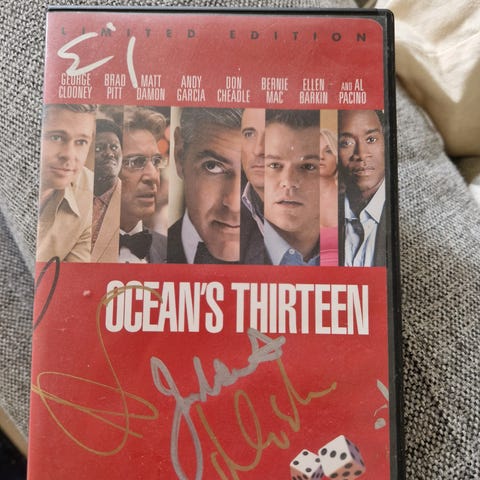 LIMITED EDITION
GEORGE CLOONEY BRAD PITT MATT DAMON ANDY GARCIA DON CHEADLE BERNIE MAC ELLEN BARKIN AND AL PACINO
OCEAN'S THIRTEEN